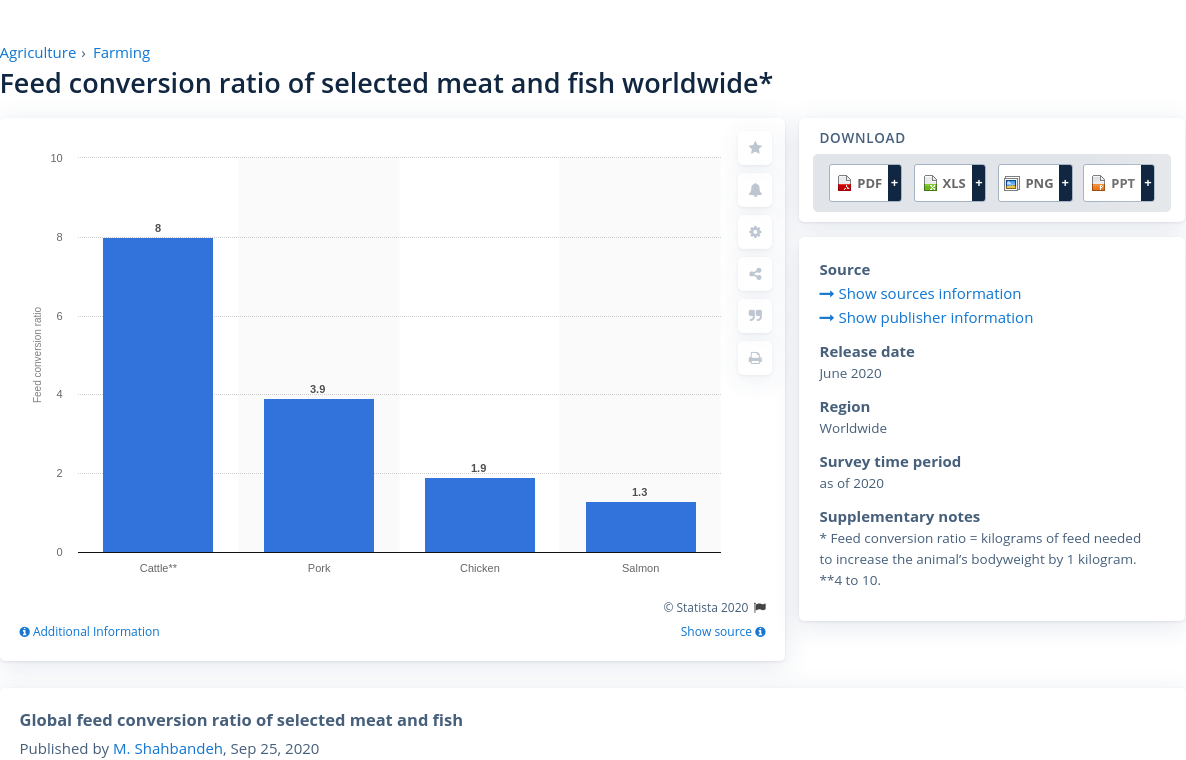 Agriculture › Farming
Feed conversion ratio of selected meat and fish worldwide*
10
8
6
4
2
0
Feed conversion ratio
8
3.9
1.9
1.3
Cattle**
Pork
Chicken
Salmon
© Statista 2020
Additional Information
Show source
DOWNLOAD
PDF +
XLS +
PNG +
PPT +
Source
Show sources information
Show publisher information
Release date
June 2020
Region
Worldwide
Survey time period
as of 2020
Supplementary notes
* Feed conversion ratio = kilograms of feed needed
to increase the animal’s bodyweight by 1 kilogram.
**4 to 10.
Global feed conversion ratio of selected meat and fish
Published by M. Shahbandeh, Sep 25, 2020